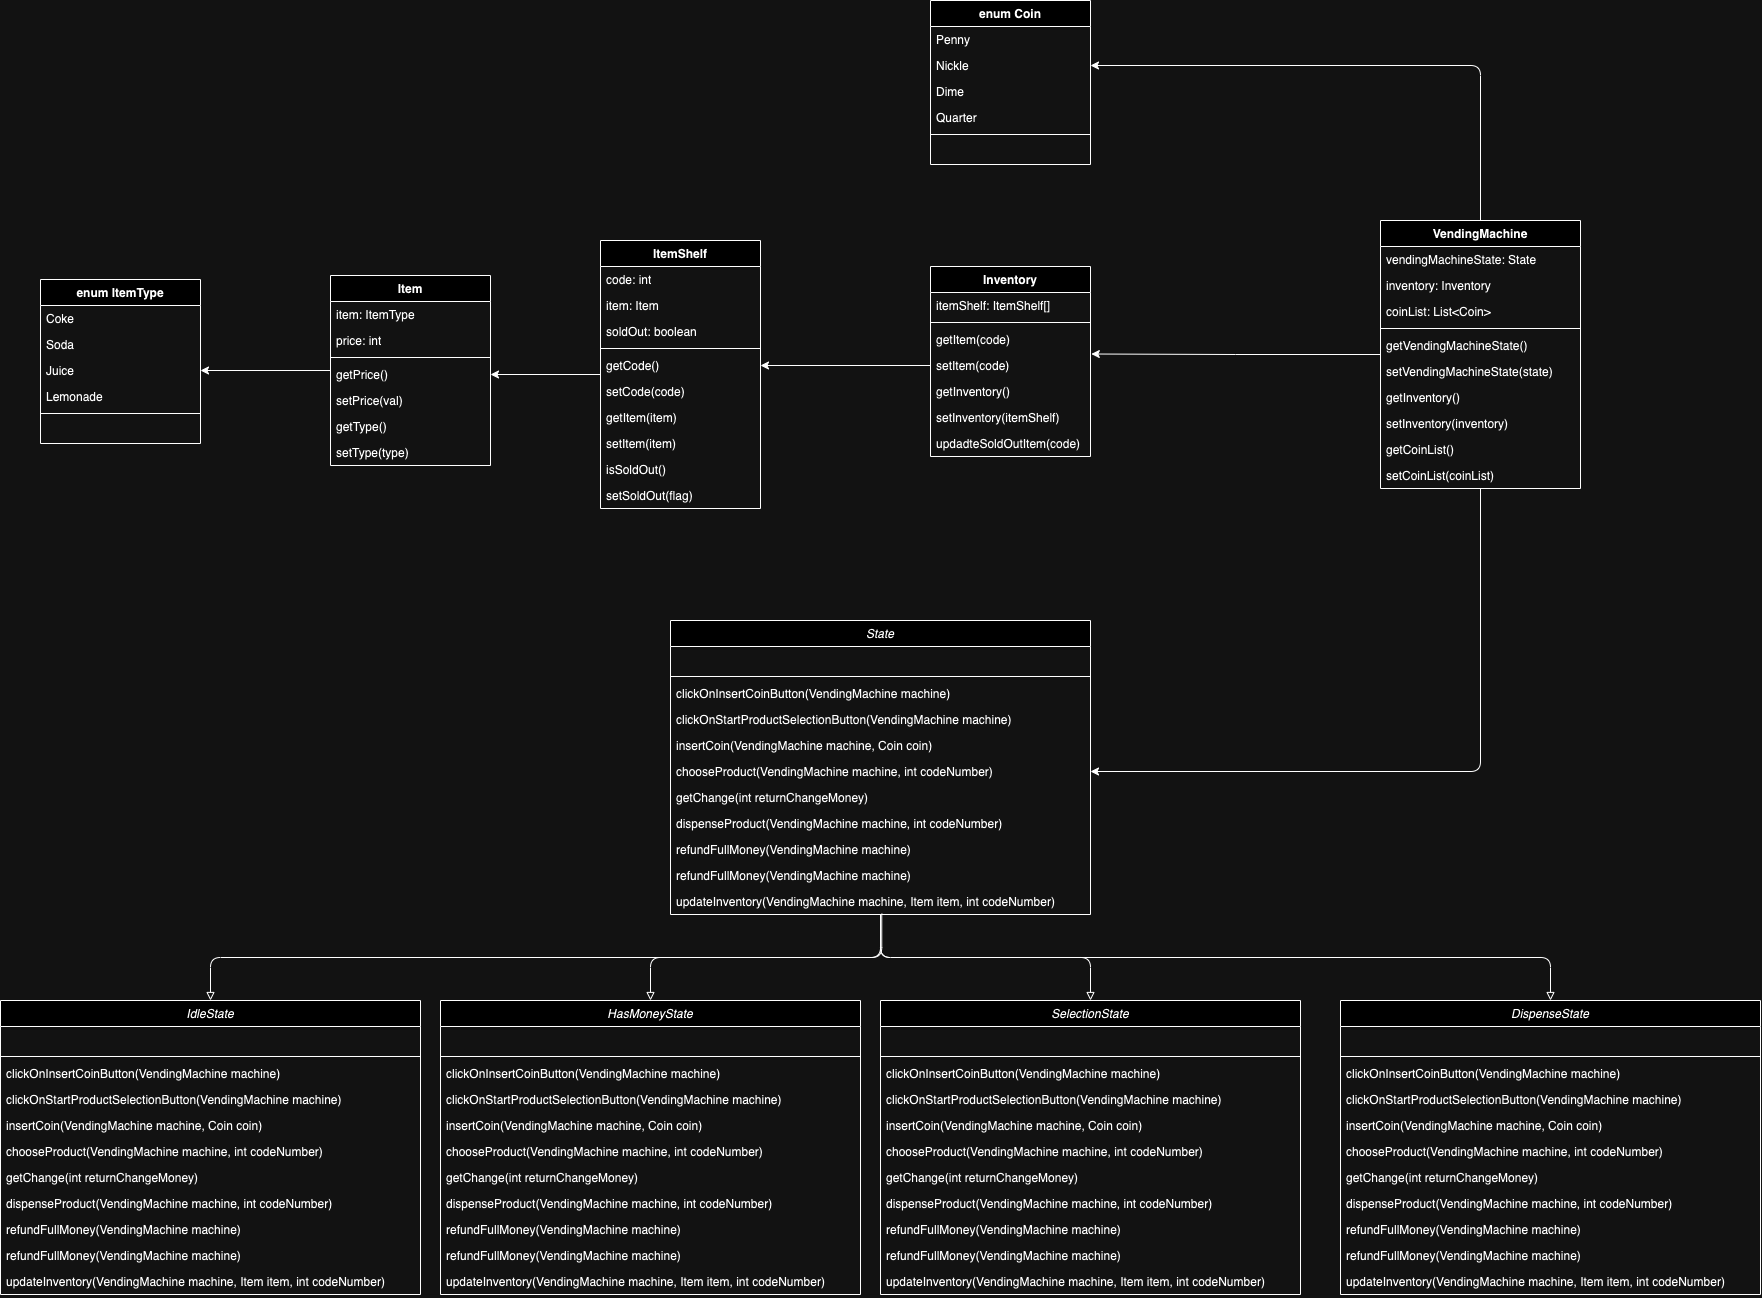 enum Coin
Penny
Nickle
Dime
Quarter
VendingMachine
vendingMachineState: State
inventory: Inventory
coinList: List<Coin>
getVendingMachineState()
setVendingMachineState(state)
getInventory()
setInventory(inventory)
getCoinList()
setCoinList(coinList)
enum ItemType
Coke
Soda
Juice
Lemonade
Item
item: ItemType
price: int
getPrice()
setPrice(val)
getType()
setType(type)
ItemShelf
code: int
item: Item
soldOut: boolean
getCode()
setCode(code)
getItem(item)
setItem(item)
isSoldOut()
setSoldOut(flag)
Inventory
itemShelf: ItemShelf[]
getItem(code)
setItem(code)
getInventory()
setInventory(itemShelf)
updadteSoldOutItem(code)
State
clickOnInsertCoinButton(VendingMachine machine)
clickOnStartProductSelectionButton(VendingMachine machine)
insertCoin(VendingMachine machine, Coin coin)
chooseProduct(VendingMachine machine, int codeNumber)
getChange(int returnChangeMoney)
dispenseProduct(VendingMachine machine, int codeNumber)
refundFullMoney(VendingMachine machine)
refundFullMoney(VendingMachine machine)
updateInventory(VendingMachine machine, Item item, int codeNumber)
IdleState
clickOnInsertCoinButton(VendingMachine machine)
clickOnStartProductSelectionButton(VendingMachine machine)
insertCoin(VendingMachine machine, Coin coin)
chooseProduct(VendingMachine machine, int codeNumber)
getChange(int returnChangeMoney)
dispenseProduct(VendingMachine machine, int codeNumber)
refundFullMoney(VendingMachine machine)
refundFullMoney(VendingMachine machine)
updateInventory(VendingMachine machine, Item item, int codeNumber)
HasMoneyState
clickOnInsertCoinButton(VendingMachine machine)
clickOnStartProductSelectionButton(VendingMachine machine)
insertCoin(VendingMachine machine, Coin coin)
chooseProduct(VendingMachine machine, int codeNumber)
getChange(int returnChangeMoney)
dispenseProduct(VendingMachine machine, int codeNumber)
refundFullMoney(VendingMachine machine)
refundFullMoney(VendingMachine machine)
updateInventory(VendingMachine machine, Item item, int codeNumber)
SelectionState
clickOnInsertCoinButton(VendingMachine machine)
clickOnStartProductSelectionButton(VendingMachine machine)
insertCoin(VendingMachine machine, Coin coin)
chooseProduct(VendingMachine machine, int codeNumber)
getChange(int returnChangeMoney)
dispenseProduct(VendingMachine machine, int codeNumber)
refundFullMoney(VendingMachine machine)
refundFullMoney(VendingMachine machine)
updateInventory(VendingMachine machine, Item item, int codeNumber)
DispenseState
clickOnInsertCoinButton(VendingMachine machine)
clickOnStartProductSelectionButton(VendingMachine machine)
insertCoin(VendingMachine machine, Coin coin)
chooseProduct(VendingMachine machine, int codeNumber)
getChange(int returnChangeMoney)
dispenseProduct(VendingMachine machine, int codeNumber)
refundFullMoney(VendingMachine machine)
refundFullMoney(VendingMachine machine)
updateInventory(VendingMachine machine, Item item, int codeNumber)